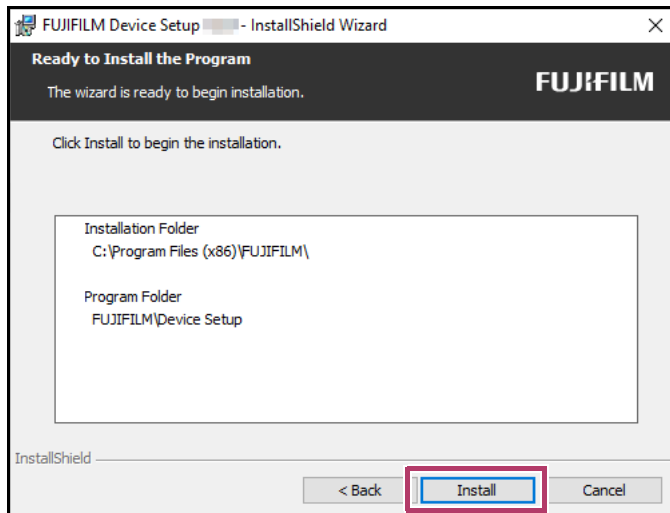 FUJIFILM Device Setup - InstallShield Wizard
Ready to Install the Program
The wizard is ready to begin installation.
FUJIFILM
Click Install to begin the installation.
Installation Folder
C:\Program Files (x86)\FUJIFILM\
Program Folder
FUJIFILM\Device Setup
InstallShield
< Back Install Cancel